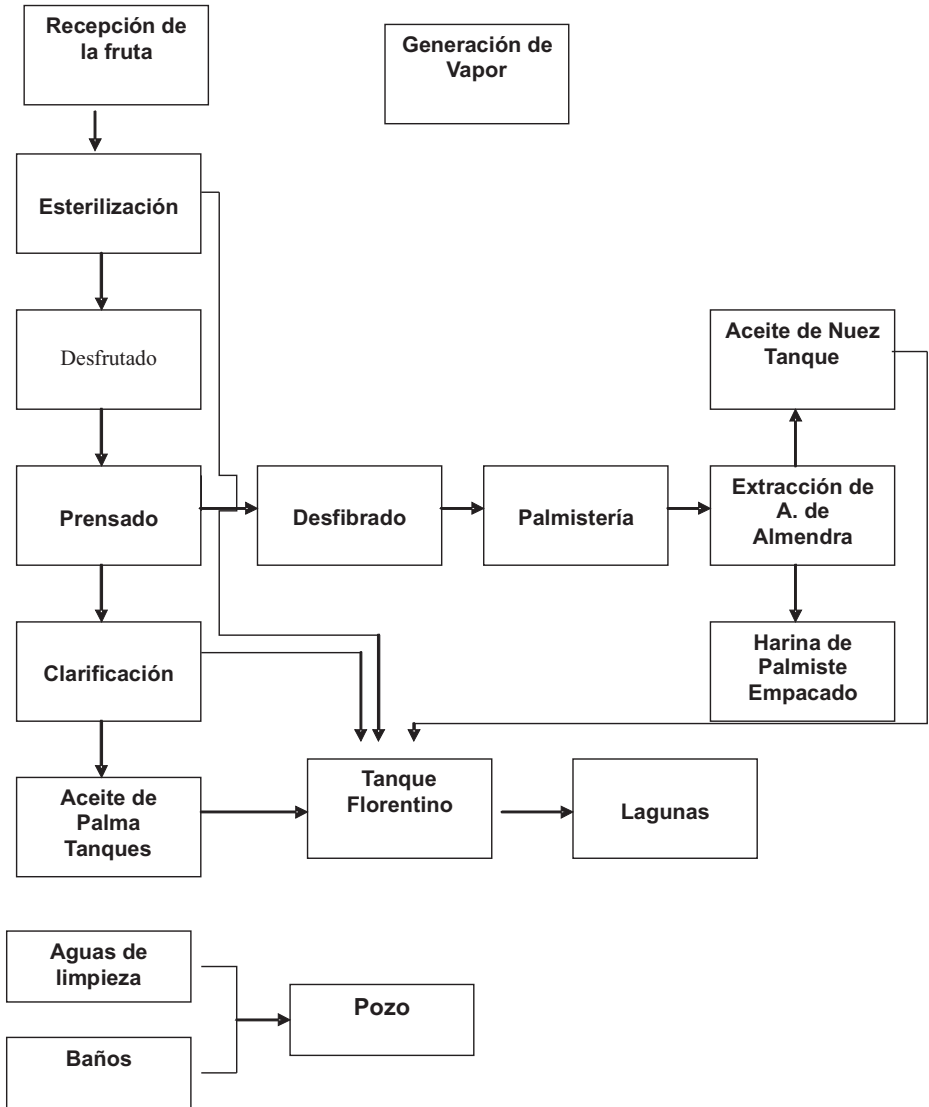 Recepción de
la fruta
Generación de
Vapor
Esterilización
Desfrutado
Aceite de Nuez
Tanque
Prensado
Desfibrado
Palmistería
Extracción de
A. de
Almendra
Clarificación
Harina de
Palmiste
Empacado
Aceite de
Palma
Tanques
Tanque
Florentino
Lagunas
Aguas de
limpieza
Pozo
Baños